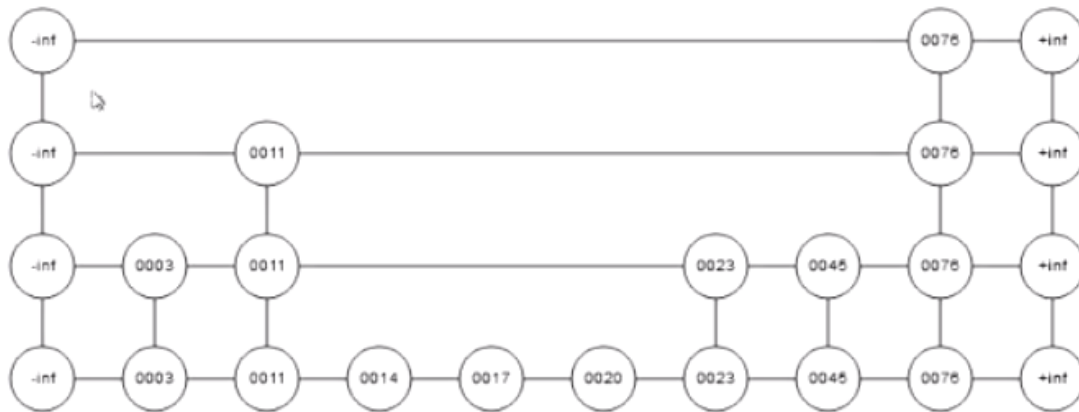 -inf 0076 +inf
-inf 0011 0076 +inf
-inf 0003 0011 0023 0045 0076 +inf
-inf 0003 0011 0014 0017 0020 0023 0045 0076 +inf